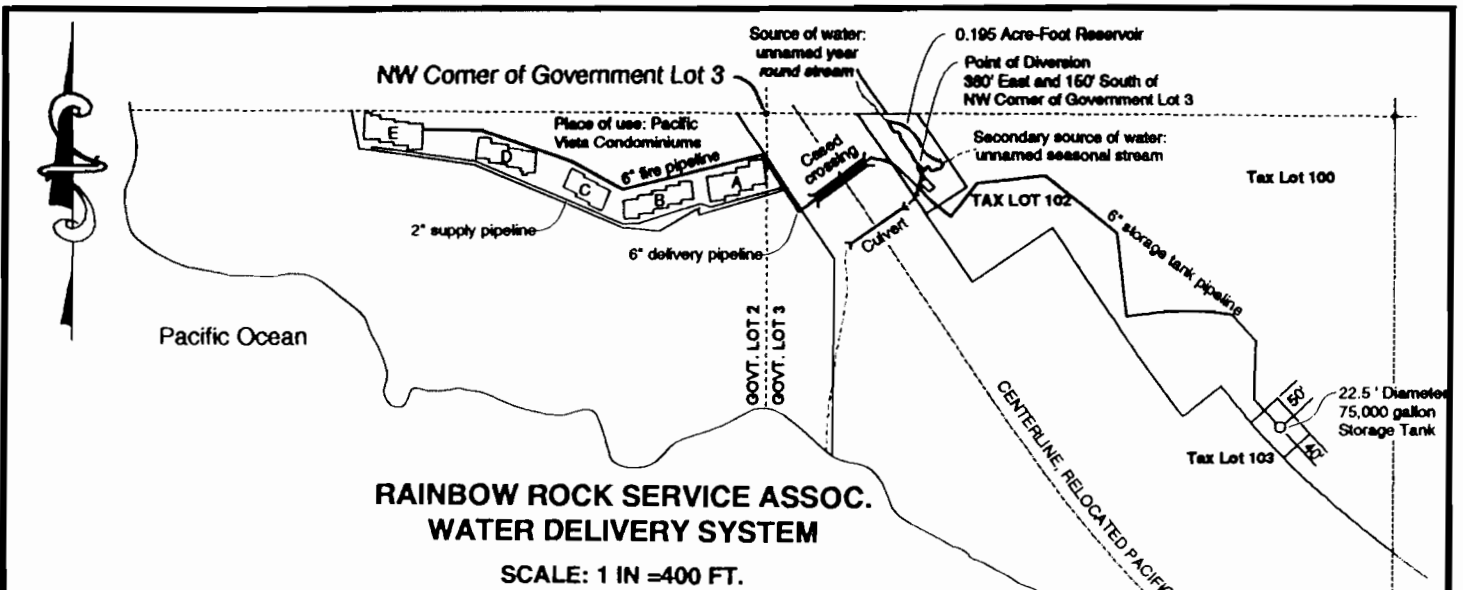 Source of water:
unnamed year
round stream
0.195 Acre-Foot Reservoir
Point of Diversion
380' East and 150' South of
NW Corner of Government Lot 3
NW Corner of Government Lot 3
Secondary source of water:
unnamed seasonal stream
Place of use: Pacific
Vista Condominiums
E
D
C
B
A
6" fire pipeline
Cased
crossing
Tax Lot 100
TAX LOT 102
2" supply pipeline
6" delivery pipeline
Culvert
6" storage tank pipeline
Pacific Ocean
GOVT. LOT 2
GOVT. LOT 3
CENTERLINE, RELOCATED PACIFIC
50'
40'
22.5 ' Diameter
75,000 gallon
Storage Tank
Tax Lot 103
RAINBOW ROCK SERVICE ASSOC.
WATER DELIVERY SYSTEM
SCALE: 1 IN =400 FT.